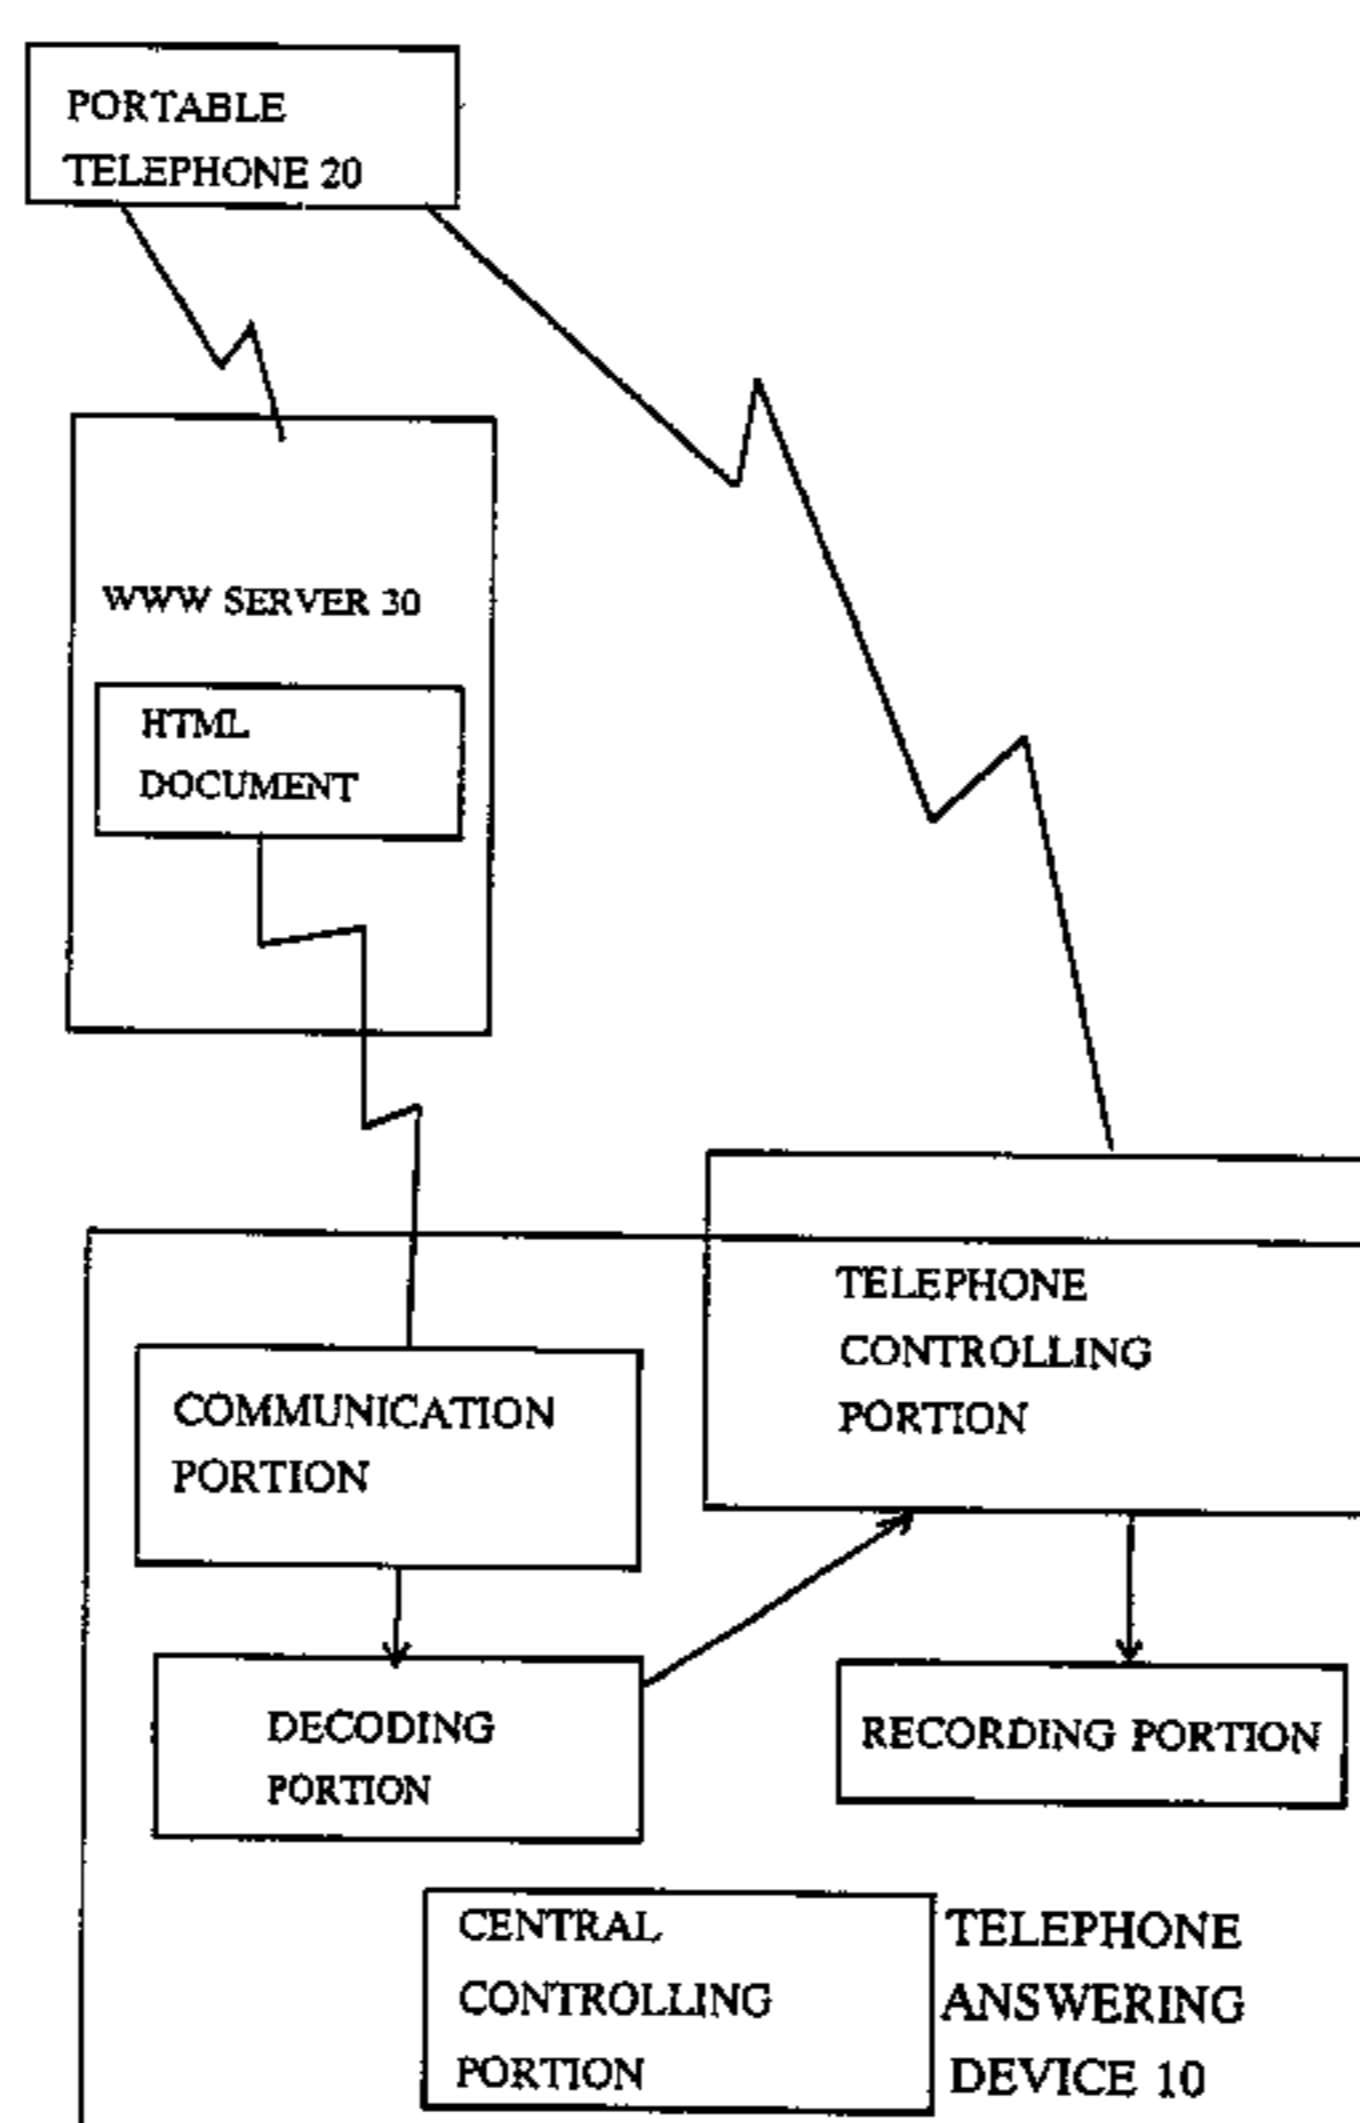 PORTABLE
TELEPHONE 20
WWW SERVER 30
HTML
DOCUMENT
TELEPHONE
CONTROLLING
PORTION
COMMUNICATION
PORTION
DECODING
PORTION
RECORDING PORTION
CENTRAL
CONTROLLING
PORTION
TELEPHONE
ANSWERING
DEVICE 10